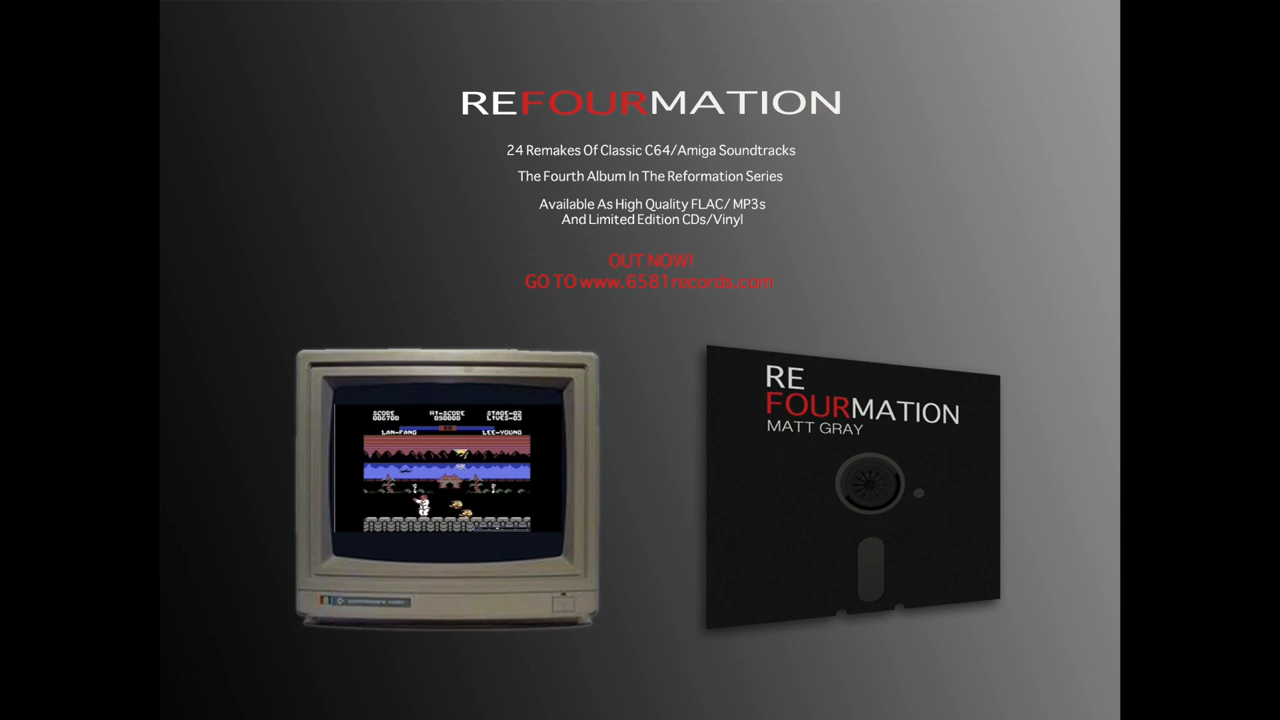 REFOURMATION
24 Remakes Of Classic C64/Amiga Soundtracks
The Fourth Album In The Reformation Series
Available As High Quality FLAC/ MP3s
And Limited Edition CDs/Vinyl
OUT NOW!
GO TO www.6581records.com
SCORE HI-SCORE STAGE-02
006700 050000 LIVES-03
LAN-FANG LEE-YOUNG
RE
FOURMATION
MATT GRAY